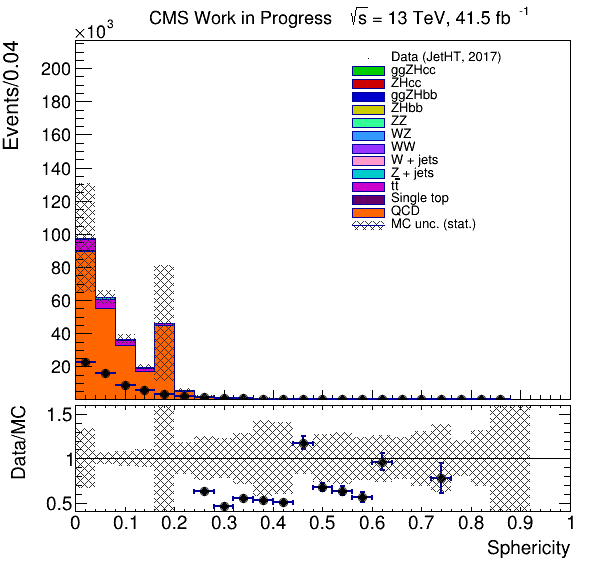 CMS Work in Progress √s = 13 TeV, 41.5 fb⁻¹
×10³
Events/0.04
200
180
160
140
120
100
80
60
40
20
Data (JetHT, 2017)
ggZHcc
ZHcc
ggZHbb
ZHbb
ZZ
WZ
WW
W + jets
Z + jets
tt̄
Single top
QCD
MC unc. (stat.)
Data/MC
1.5
1
0.5
0 0.1 0.2 0.3 0.4 0.5 0.6 0.7 0.8 0.9 1
Sphericity